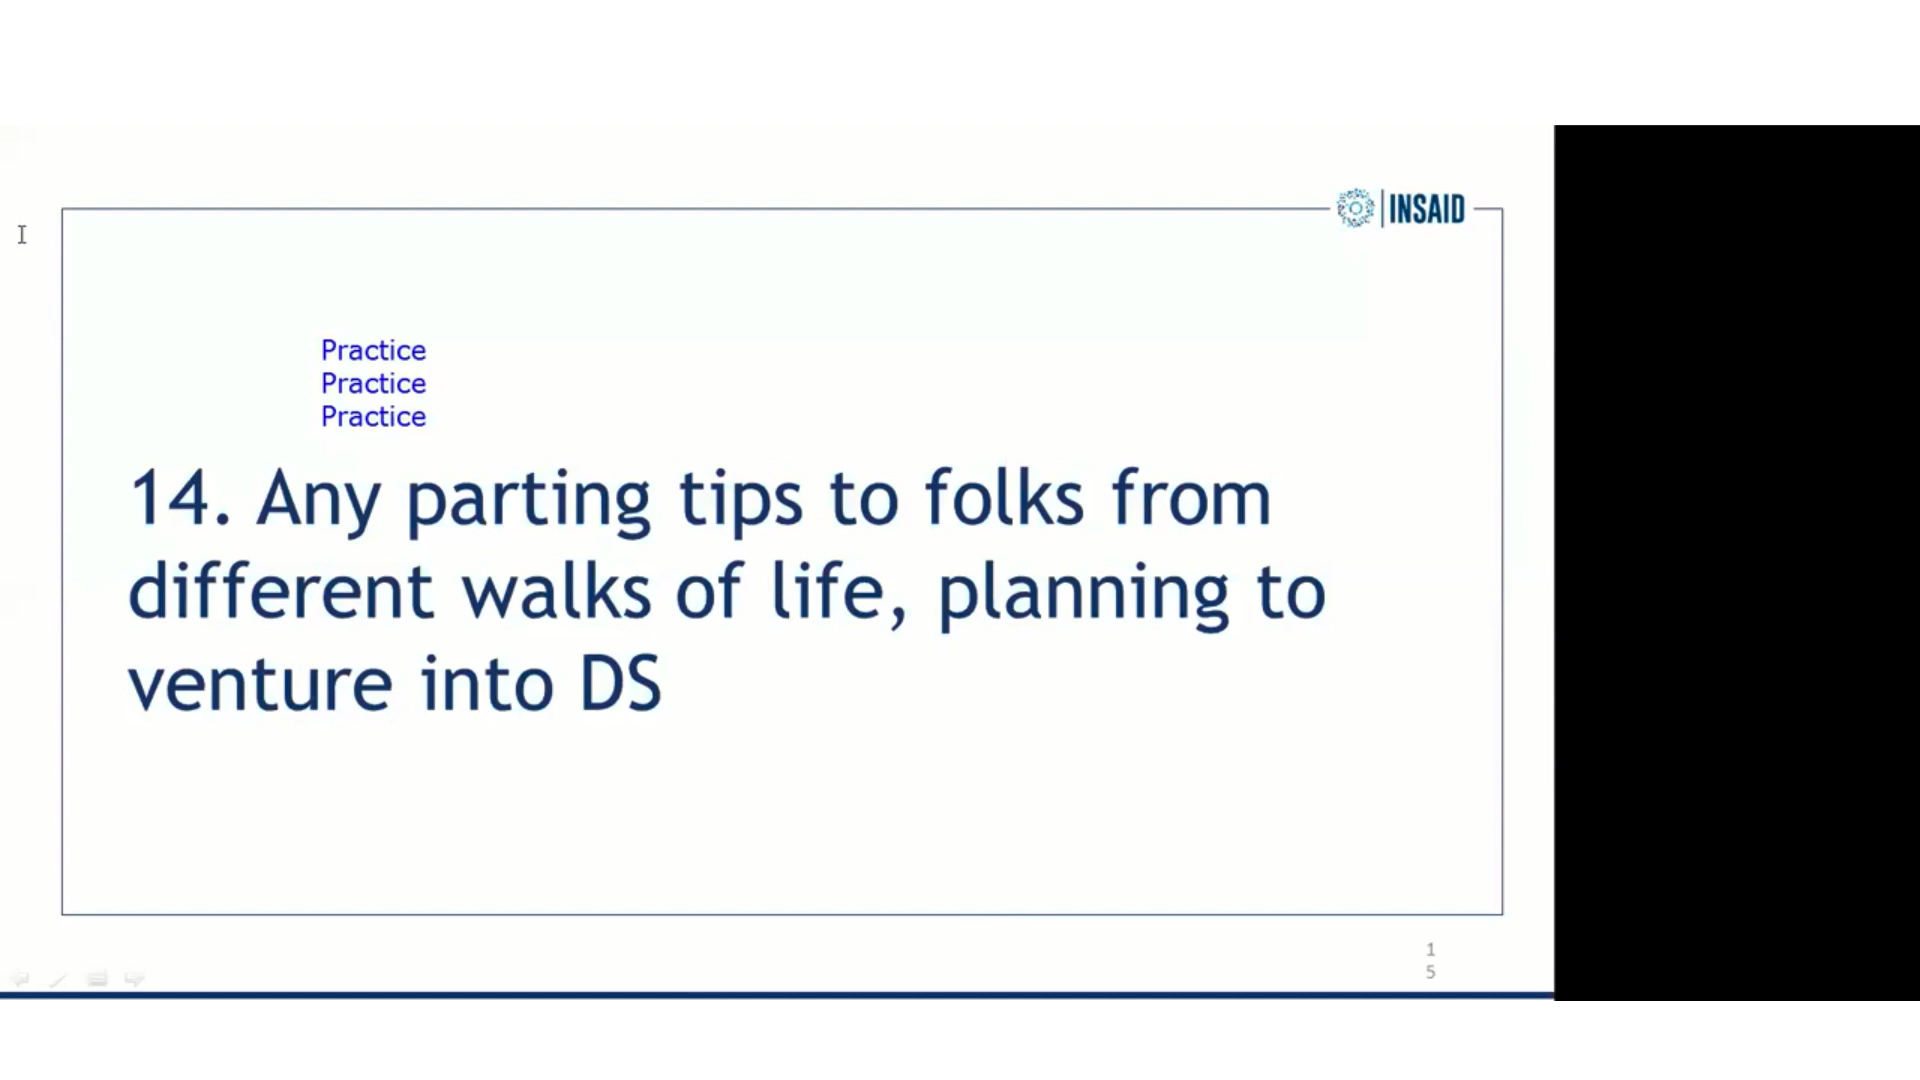 INSAID
Practice
Practice
Practice
14. Any parting tips to folks from
different walks of life, planning to
venture into DS
1
5